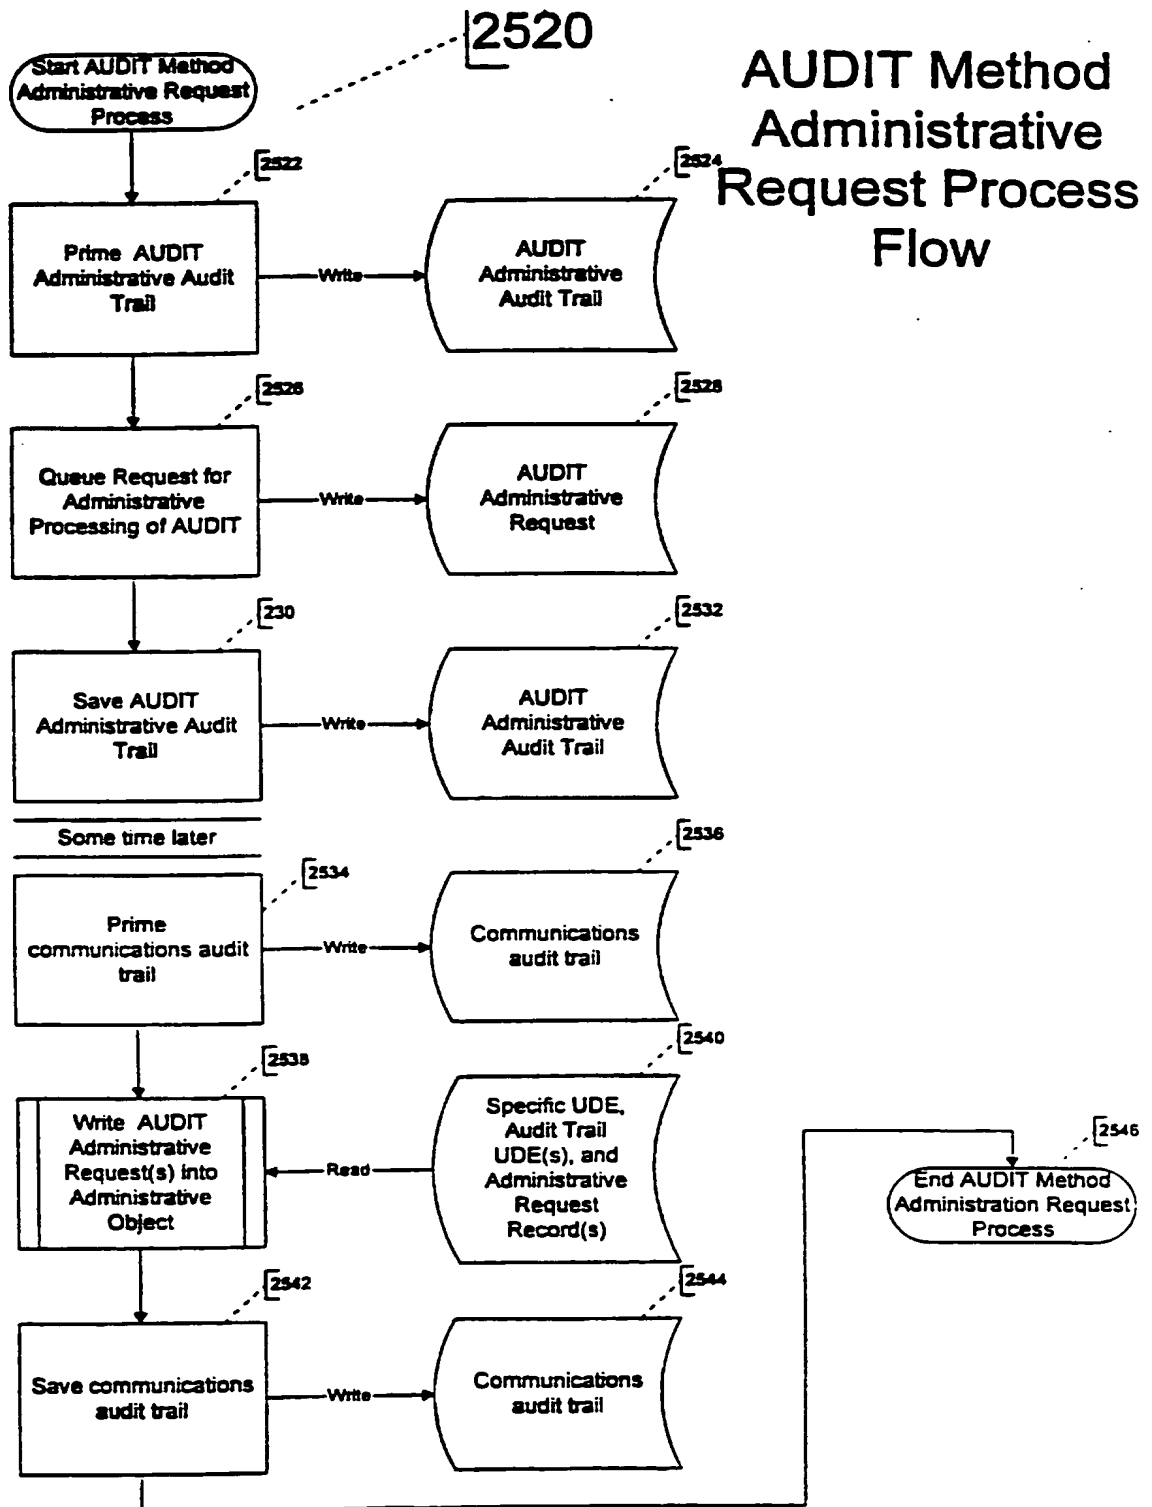 2520
AUDIT Method
Administrative
Request Process
Flow
Start AUDIT Method
Administrative Request
Process
2522
2524
Prime AUDIT
Administrative Audit
Trail
Write
AUDIT
Administrative
Audit Trail
2526
2528
Queue Request for
Administrative
Processing of AUDIT
Write
AUDIT
Administrative
Request
230
2532
Save AUDIT
Administrative Audit
Trail
Write
AUDIT
Administrative
Audit Trail
Some time later
2534
2536
Prime
communications audit
trail
Write
Communications
audit trail
2538
2540
Write AUDIT
Administrative
Request(s) into
Administrative
Object
Read
Specific UDE,
Audit Trail
UDE(s), and
Administrative
Request
Record(s)
2546
End AUDIT Method
Administration Request
Process
2542
2544
Save communications
audit trail
Write
Communications
audit trail